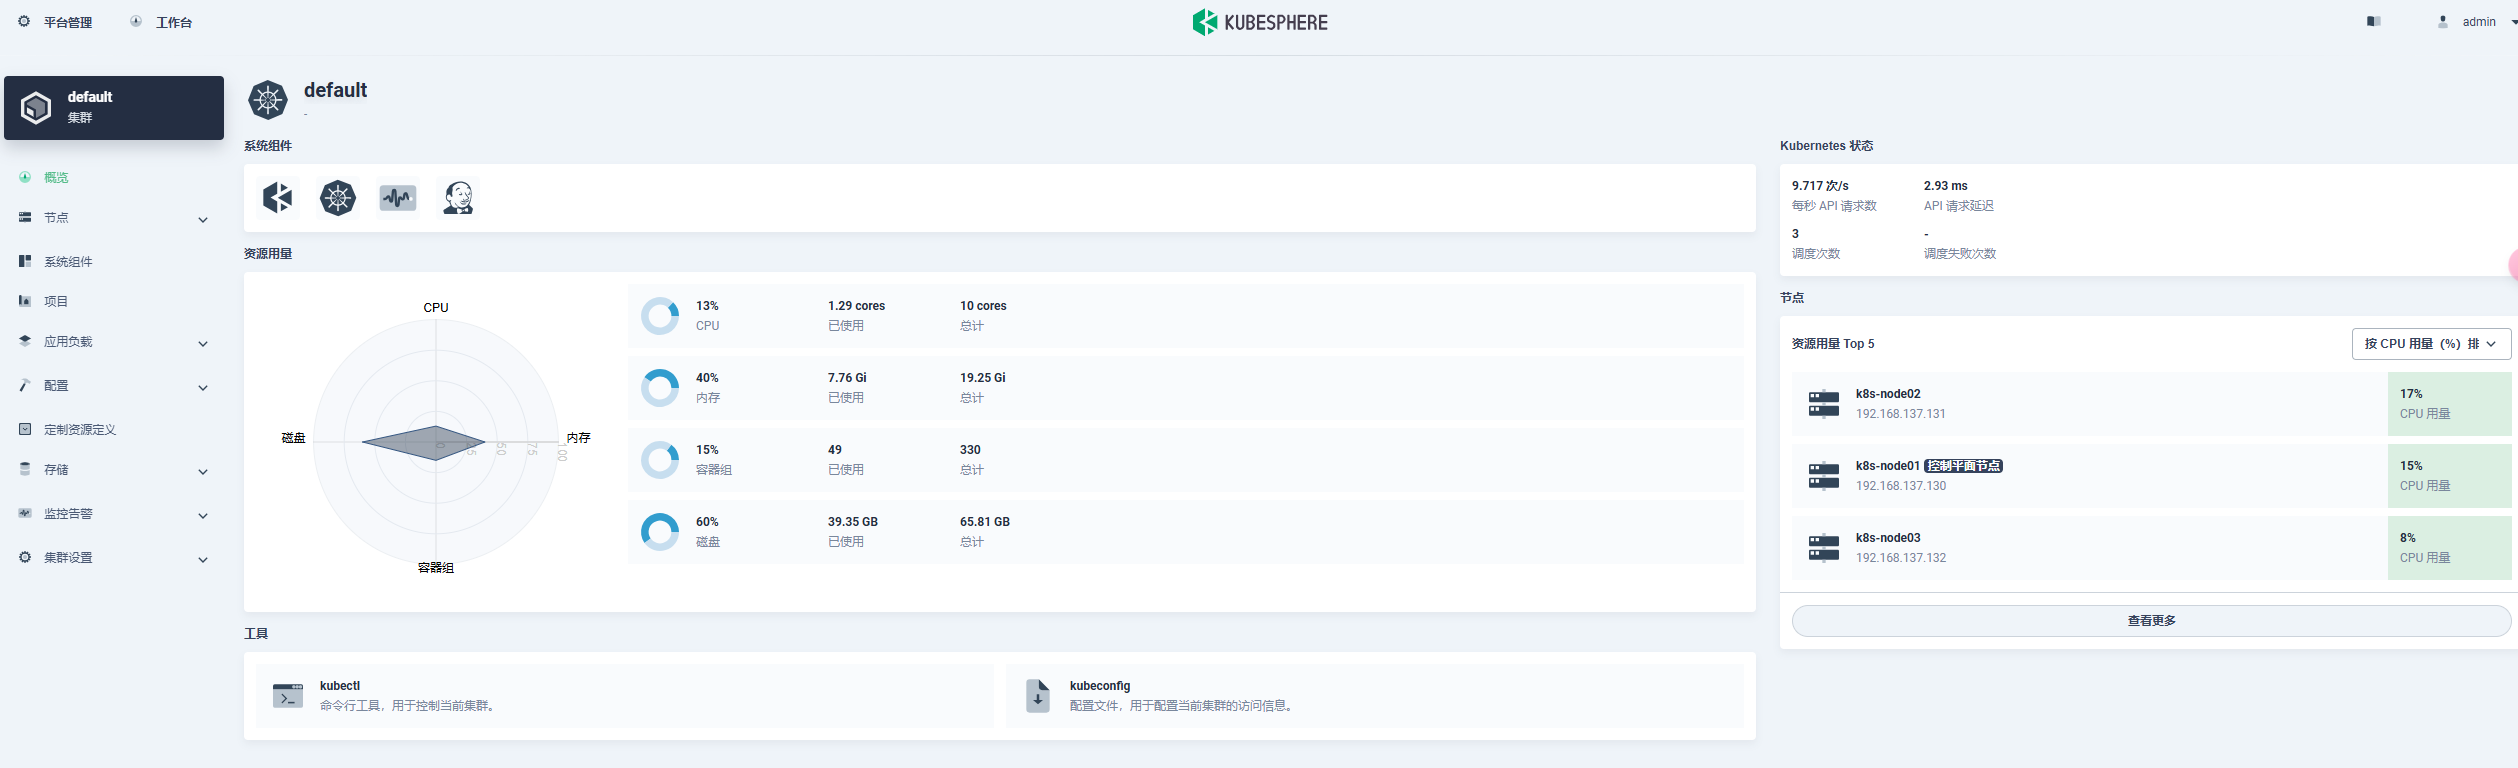 平台管理
工作台
KUBESPHERE
admin
default
集群
概览
节点
系统组件
项目
应用负载
配置
定制资源定义
存储
监控告警
集群设置
default
-
系统组件
资源用量
CPU
内存
容器组
磁盘
0
25
50
75
100
13%
CPU
1.29 cores
已使用
10 cores
总计
40%
内存
7.76 Gi
已使用
19.25 Gi
总计
15%
容器组
49
已使用
330
总计
60%
磁盘
39.35 GB
已使用
65.81 GB
总计
工具
kubectl
命令行工具，用于控制当前集群。
kubeconfig
配置文件，用于配置当前集群的访问信息。
Kubernetes 状态
9.717 次/s
每秒 API 请求数
2.93 ms
API 请求延迟
3
调度次数
-
调度失败次数
节点
资源用量 Top 5
按 CPU 用量（%）排
k8s-node02
192.168.137.131
17%
CPU 用量
k8s-node01 控制平面节点
192.168.137.130
15%
CPU 用量
k8s-node03
192.168.137.132
8%
CPU 用量
查看更多